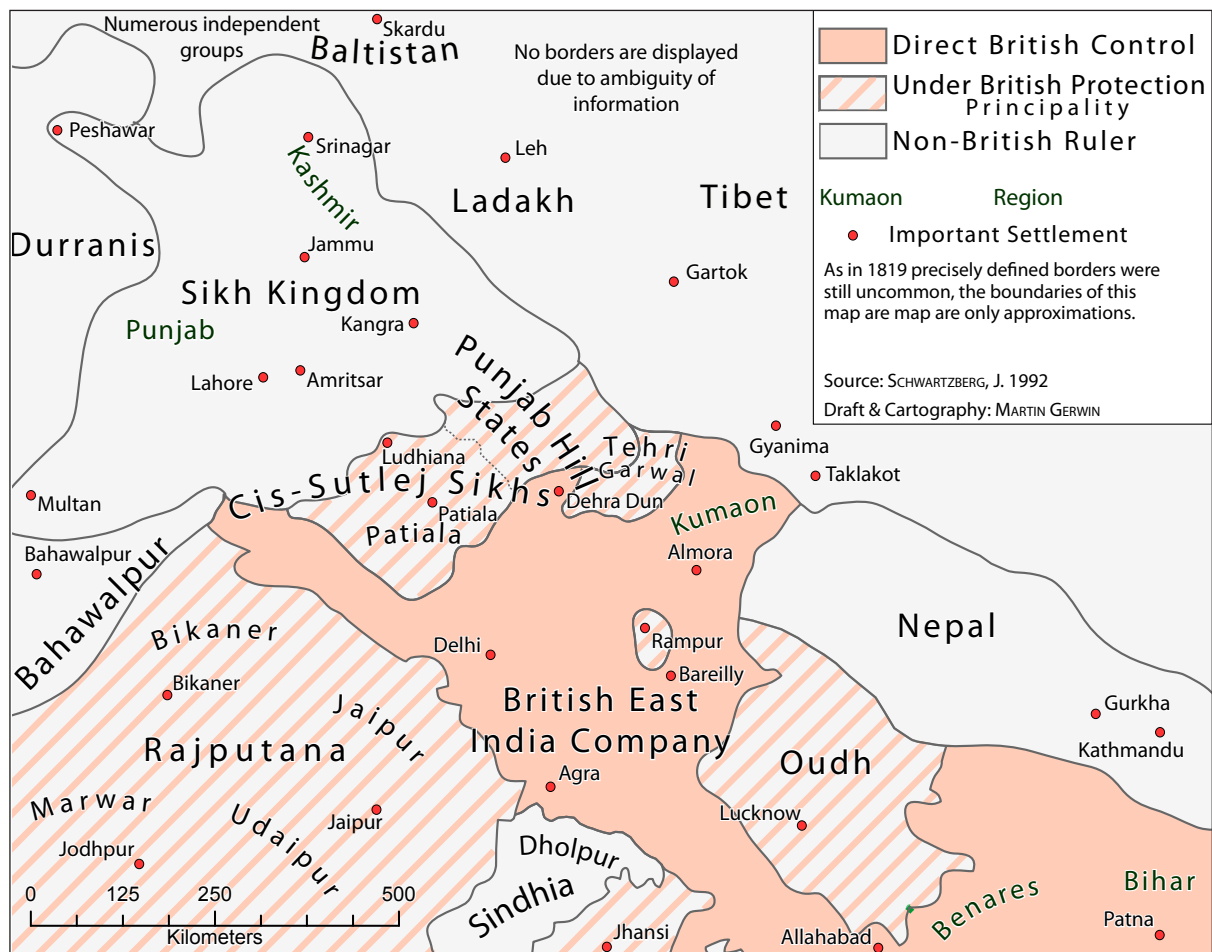 Numerous independent
groups
Skardu
Baltistan
No borders are displayed
due to ambiguity of
information
Direct British Control
Under British Protection
Principality
Non-British Ruler
Kumaon Region
Important Settlement
As in 1819 precisely defined borders were
still uncommon, the boundaries of this
map are map are only approximations.
Source: Schwartzberg, J. 1992
Draft & Cartography: Martin Gerwin
Peshawar
Srinagar
Kashmir
Leh
Ladakh
Tibet
Durranis
Jammu
Gartok
Sikh Kingdom
Punjab
Kangra
Lahore
Amritsar
Punjab Hill
States
Ludhiana
Tehri
Garwal
Gyanima
Taklakot
Multan
Cis-Sutlej Sikhs
Patiala
Patiala
Dehra Dun
Kumaon
Almora
Bahawalpur
Bahawalpur
Bikaner
Bikaner
Delhi
Rampur
Bareilly
Nepal
British East
India Company
Gurkha
Kathmandu
Jaipur
Rajputana
Oudh
Agra
Marwar
Udaipur
Jaipur
Lucknow
Jodhpur
Dholpur
Sindhia
Jhansi
Allahabad
Benares
Bihar
Patna
0 125 250 500
Kilometers